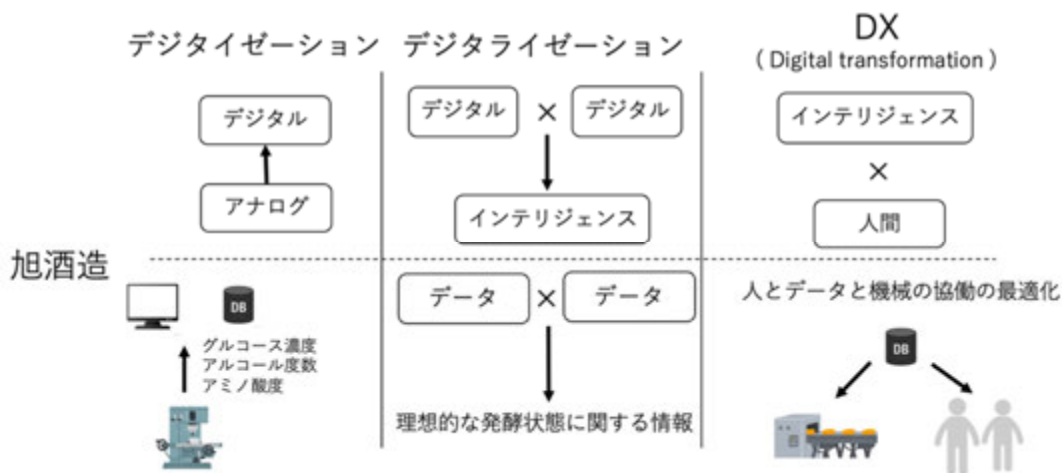 デジタイゼーション
デジタライゼーション
DX
( Digital transformation )
デジタル
アナログ
デジタル × デジタル
インテリジェンス
インテリジェンス
×
人間
旭酒造
DB
グルコース濃度
アルコール度数
アミノ酸度
データ × データ
理想的な発酵状態に関する情報
人とデータと機械の協働の最適化
DB